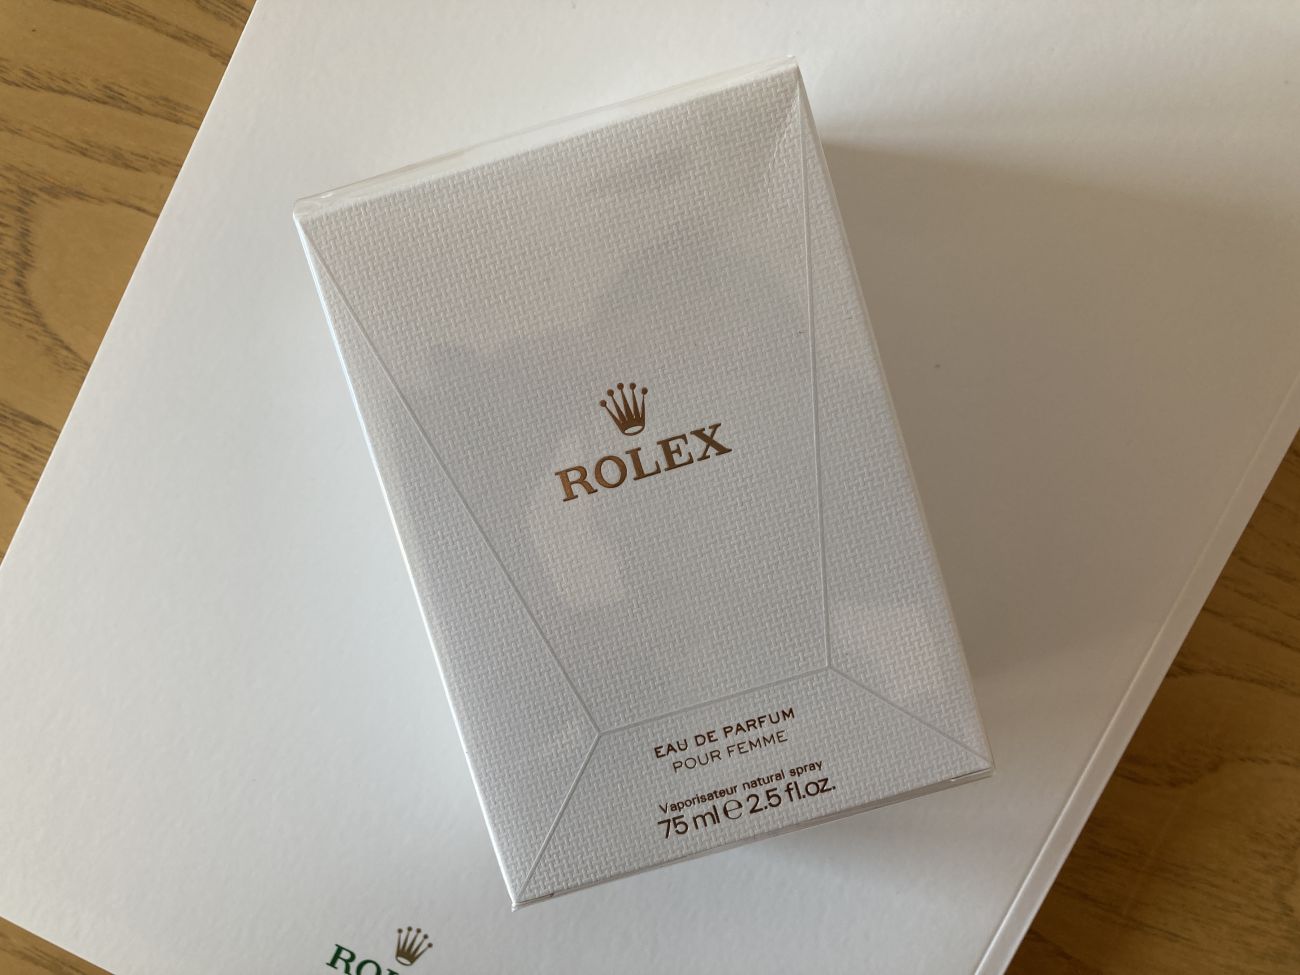 ROLEX
EAU DE PARFUM
POUR FEMME
Vaporisateur natural spray
75 ml ℮ 2.5 fl.oz.